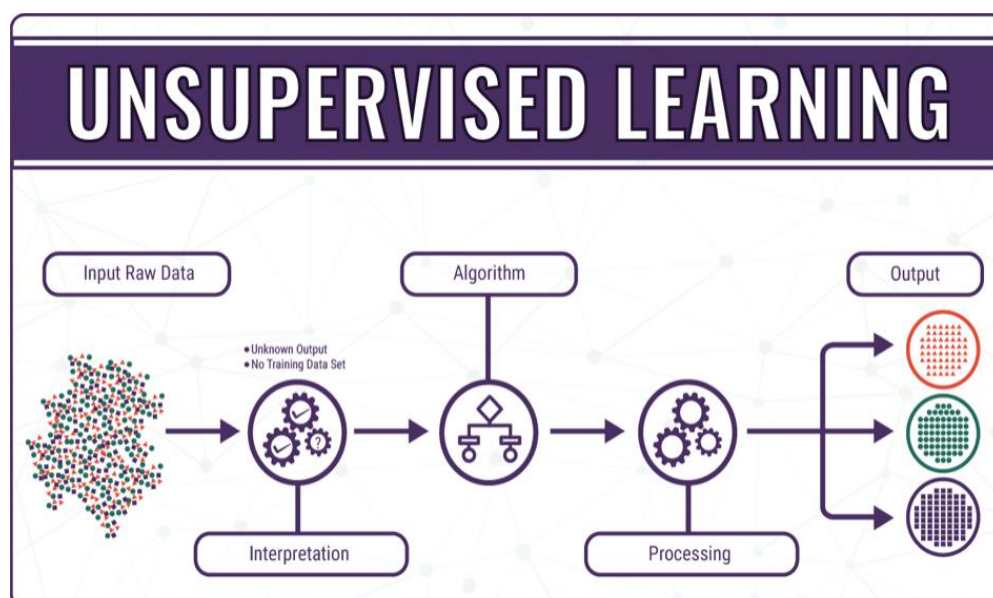 UNSUPERVISED LEARNING
Input Raw Data
Algorithm
Output
• Unknown Output
• No Training Data Set
?
Interpretation
Processing